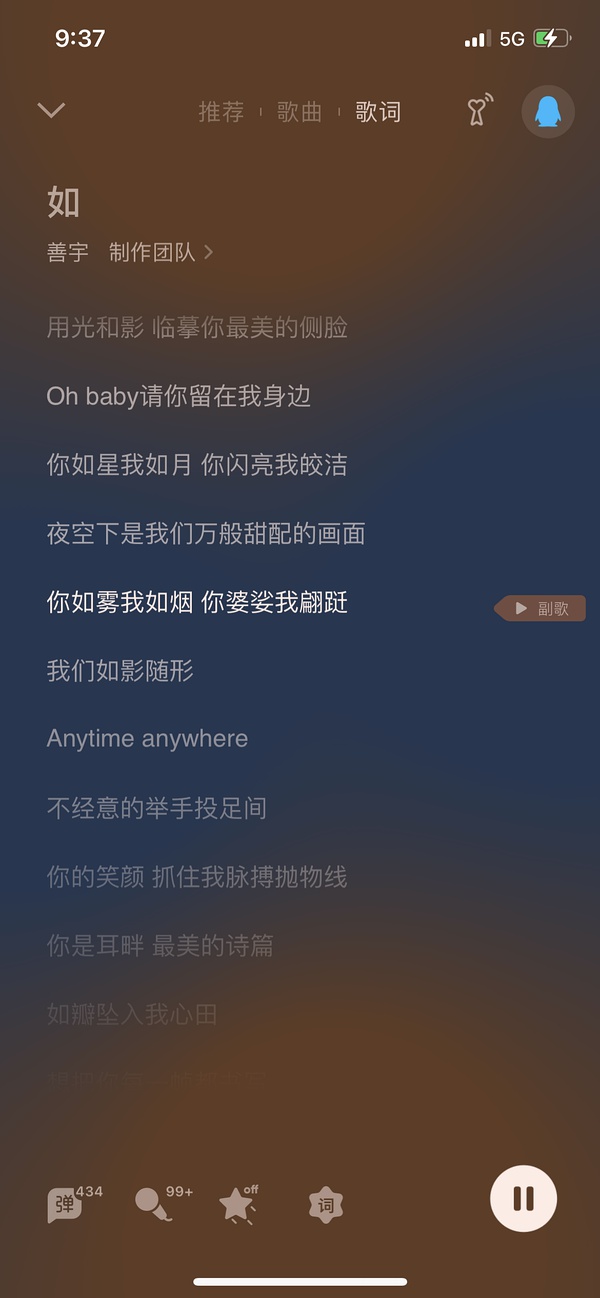 9:37
5G
推荐 歌曲 歌词
如
善宇 制作团队
用光和影 临摹你最美的侧脸
Oh baby请你留在我身边
你如星我如月 你闪亮我皎洁
夜空下是我们万般甜配的画面
你如雾我如烟 你婆娑我翩跹
副歌
我们如影随形
Anytime anywhere
不经意的举手投足间
你的笑颜 抓住我脉搏抛物线
你是耳畔 最美的诗篇
如瓣坠入我心田
弹 434
99+
off
词